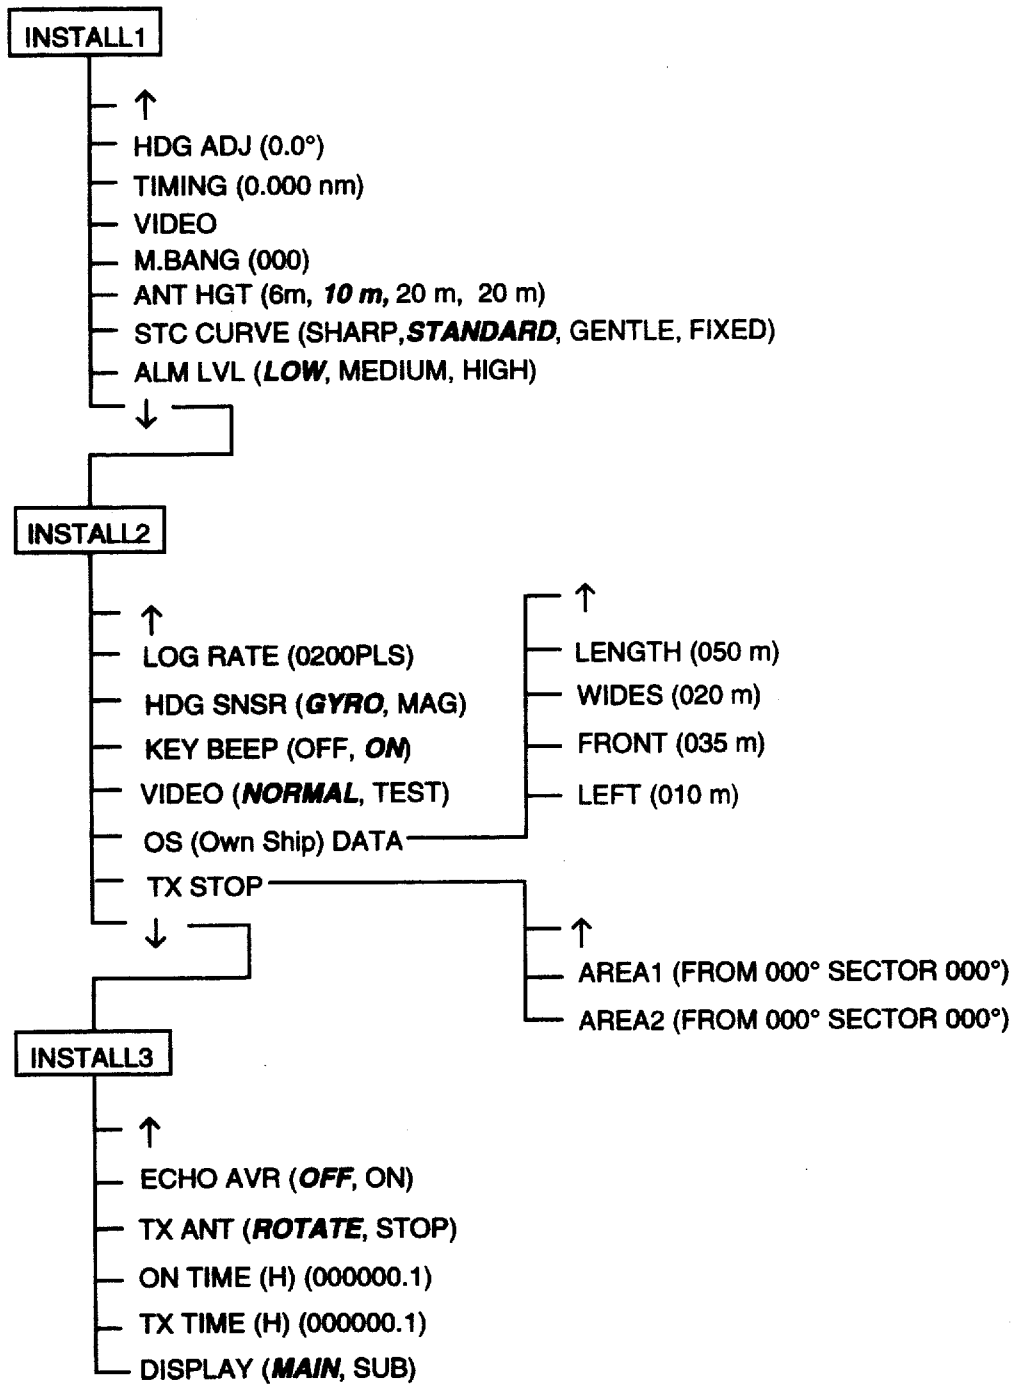 INSTALL1
↑
HDG ADJ (0.0°)
TIMING (0.000 nm)
VIDEO
M.BANG (000)
ANT HGT (6m, 10 m, 20 m, 20 m)
STC CURVE (SHARP,STANDARD, GENTLE, FIXED)
ALM LVL (LOW, MEDIUM, HIGH)
↓
INSTALL2
↑
LOG RATE (0200PLS)
HDG SNSR (GYRO, MAG)
KEY BEEP (OFF, ON)
VIDEO (NORMAL, TEST)
OS (Own Ship) DATA
↑
LENGTH (050 m)
WIDES (020 m)
FRONT (035 m)
LEFT (010 m)
TX STOP
↑
AREA1 (FROM 000° SECTOR 000°)
AREA2 (FROM 000° SECTOR 000°)
↓
INSTALL3
↑
ECHO AVR (OFF, ON)
TX ANT (ROTATE, STOP)
ON TIME (H) (000000.1)
TX TIME (H) (000000.1)
DISPLAY (MAIN, SUB)